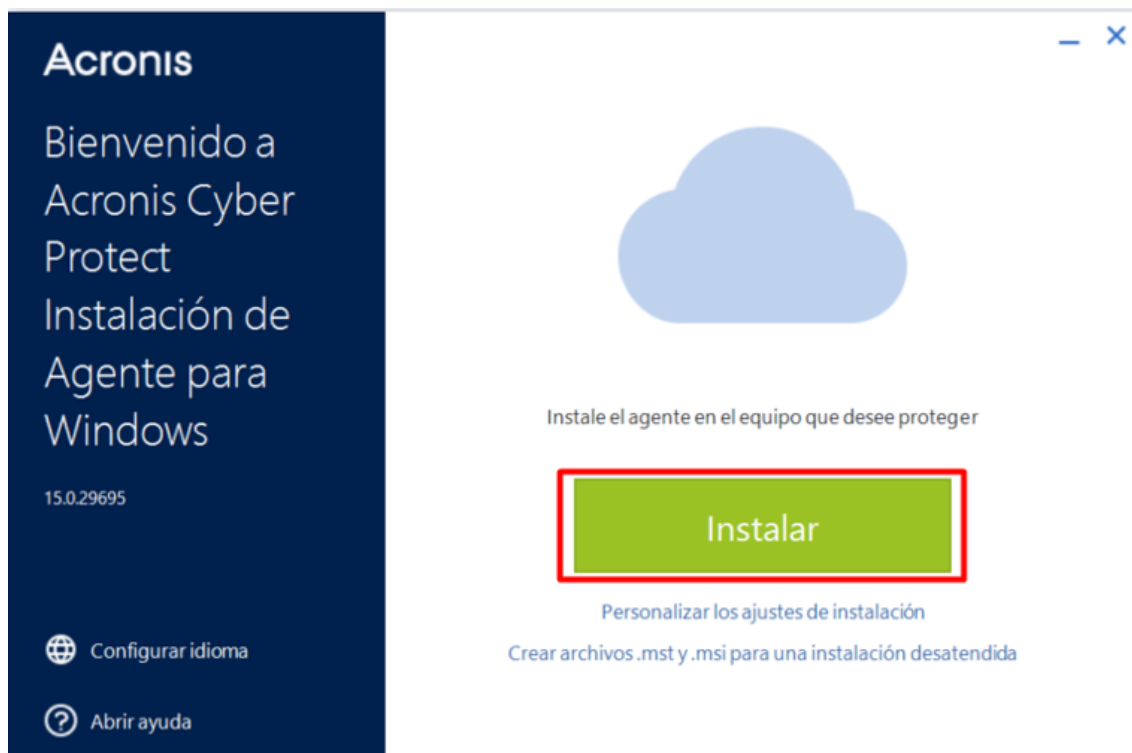 Acronis
Bienvenido a
Acronis Cyber
Protect
Instalación de
Agente para
Windows
15.0.29695
Configurar idioma
Abrir ayuda
Instale el agente en el equipo que desee proteger
Instalar
Personalizar los ajustes de instalación
Crear archivos .mst y .msi para una instalación desatendida